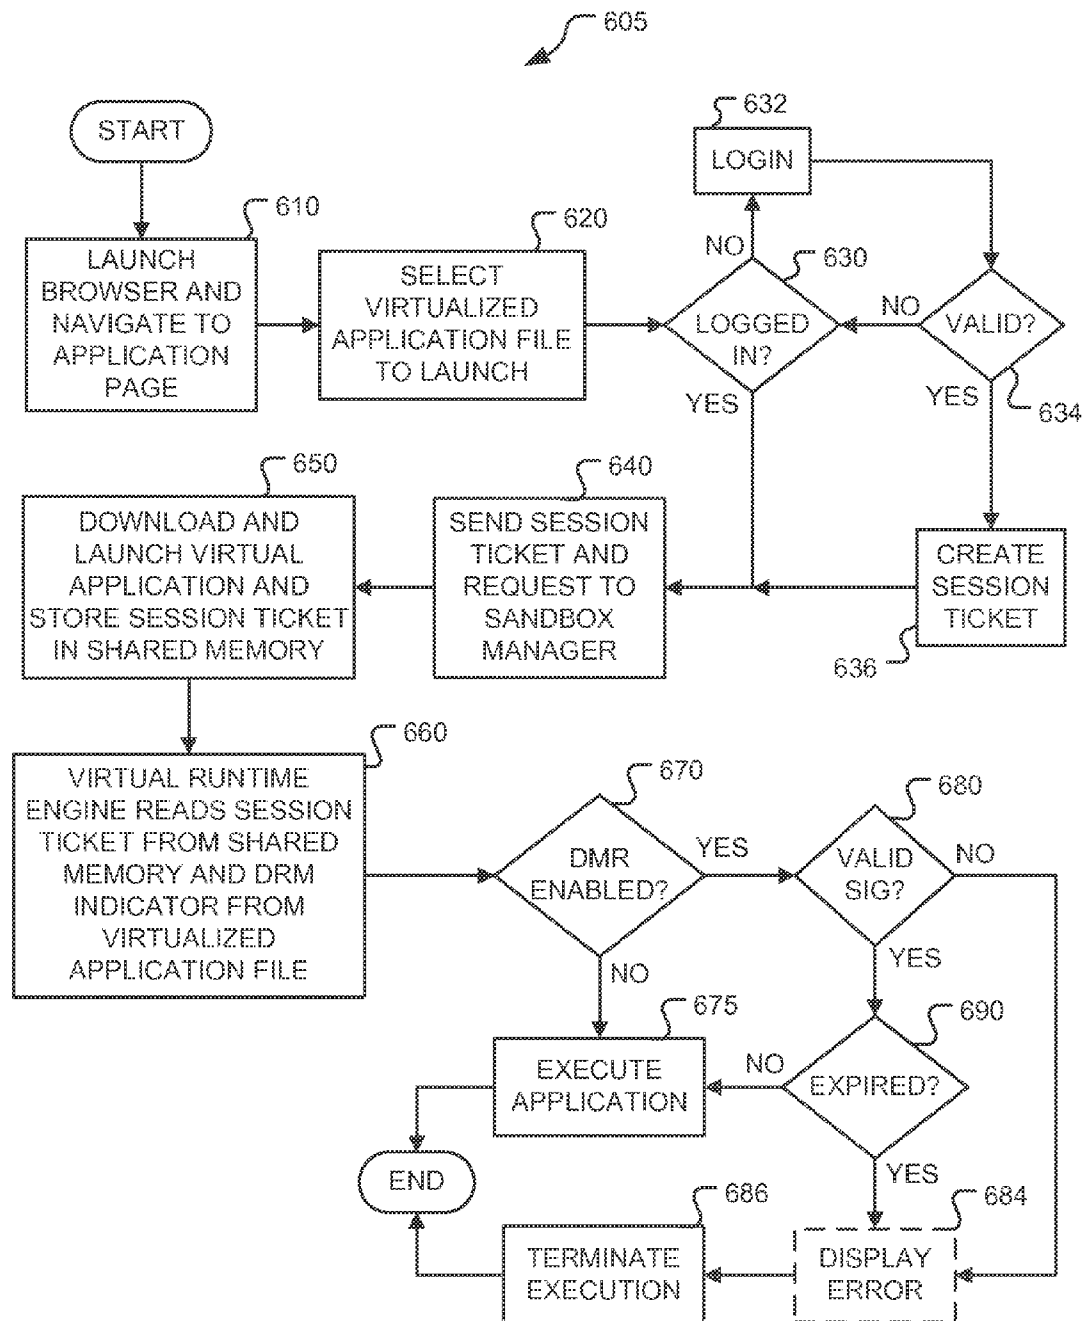 605
START
610
LAUNCH
BROWSER AND
NAVIGATE TO
APPLICATION
PAGE
620
SELECT
VIRTUALIZED
APPLICATION FILE
TO LAUNCH
632
LOGIN
NO
630
LOGGED
IN?
YES
NO
VALID?
634
YES
CREATE
SESSION
TICKET
636
640
SEND SESSION
TICKET AND
REQUEST TO
SANDBOX
MANAGER
650
DOWNLOAD AND
LAUNCH VIRTUAL
APPLICATION AND
STORE SESSION TICKET
IN SHARED MEMORY
660
VIRTUAL RUNTIME
ENGINE READS SESSION
TICKET FROM SHARED
MEMORY AND DRM
INDICATOR FROM
VIRTUALIZED
APPLICATION FILE
670
DMR
ENABLED?
YES
NO
680
VALID
SIG?
NO
YES
675
EXECUTE
APPLICATION
690
EXPIRED?
NO
YES
END
684
DISPLAY
ERROR
686
TERMINATE
EXECUTION